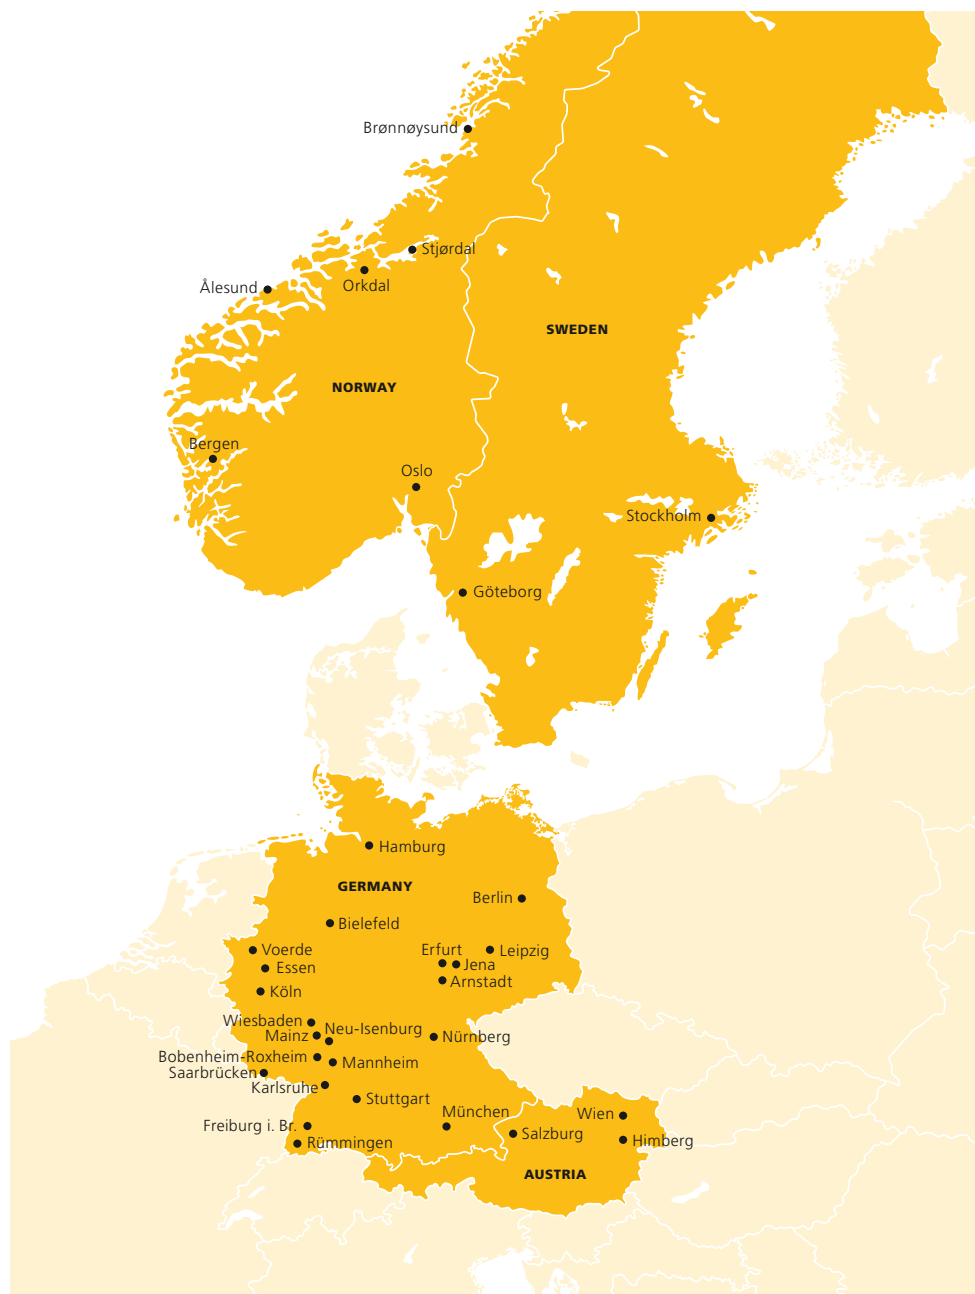 Brønnøysund
Stjørdal
Orkdal
Ålesund
SWEDEN
NORWAY
Bergen
Oslo
Stockholm
Göteborg
Hamburg
GERMANY
Berlin
Bielefeld
Voerde
Erfurt
Leipzig
Essen
Jena
Arnstadt
Köln
Wiesbaden
Neu-Isenburg
Mainz
Nürnberg
Bobenheim-Roxheim
Mannheim
Saarbrücken
Karlsruhe
Stuttgart
München
Wien
Freiburg i. Br.
Salzburg
Rümmingen
Himberg
AUSTRIA